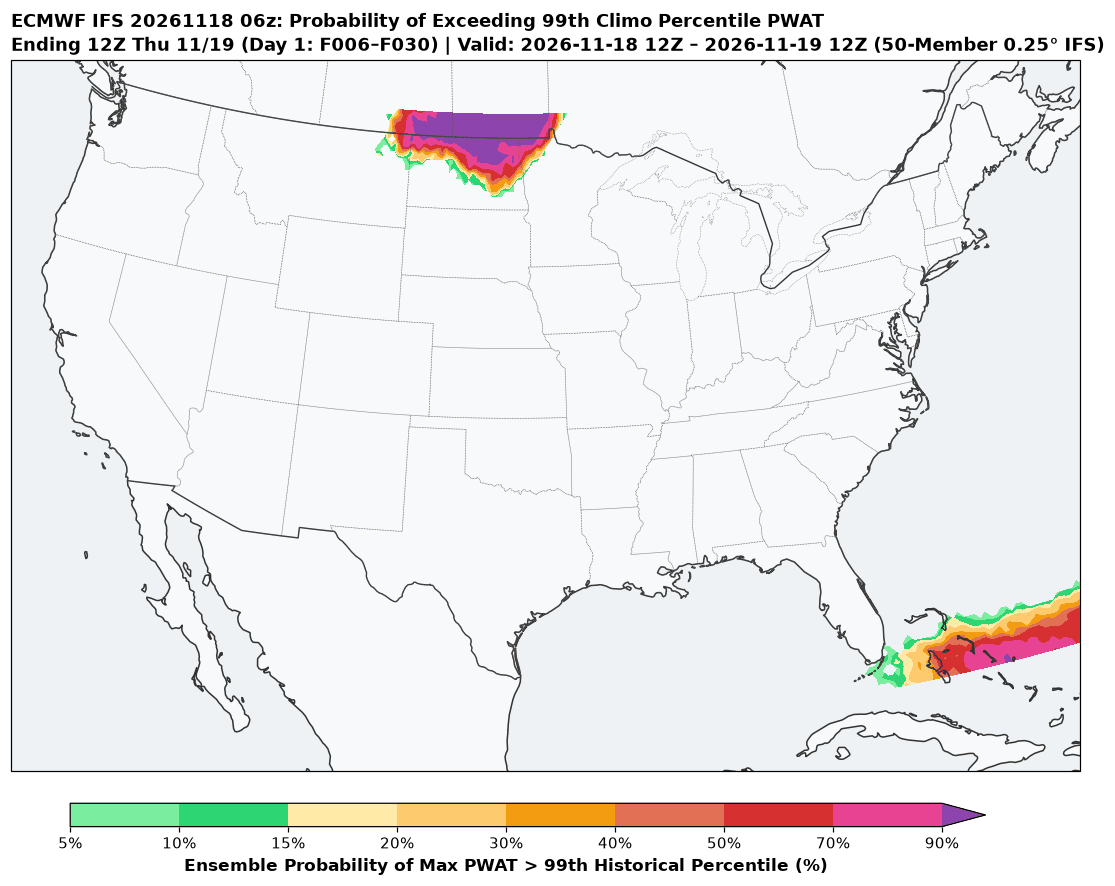 ECMWF IFS 20261118 06z: Probability of Exceeding 99th Climo Percentile PWAT
Ending 12Z Thu 11/19 (Day 1: F006–F030) | Valid: 2026-11-18 12Z – 2026-11-19 12Z (50-Member 0.25° IFS)
5% 10% 15% 20% 30% 40% 50% 70% 90%
Ensemble Probability of Max PWAT > 99th Historical Percentile (%)